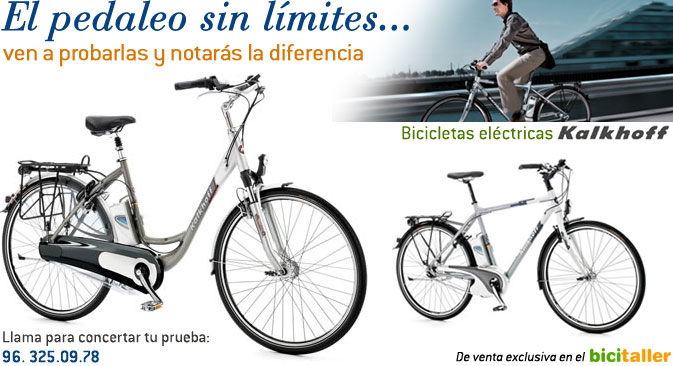 El pedaleo sin límites...
ven a probarlas y notarás la diferencia
Bicicletas eléctricas Kalkhoff
Kalkhoff
Llama para concertar tu prueba:
96. 325.09.78
De venta exclusiva en el bicitaller